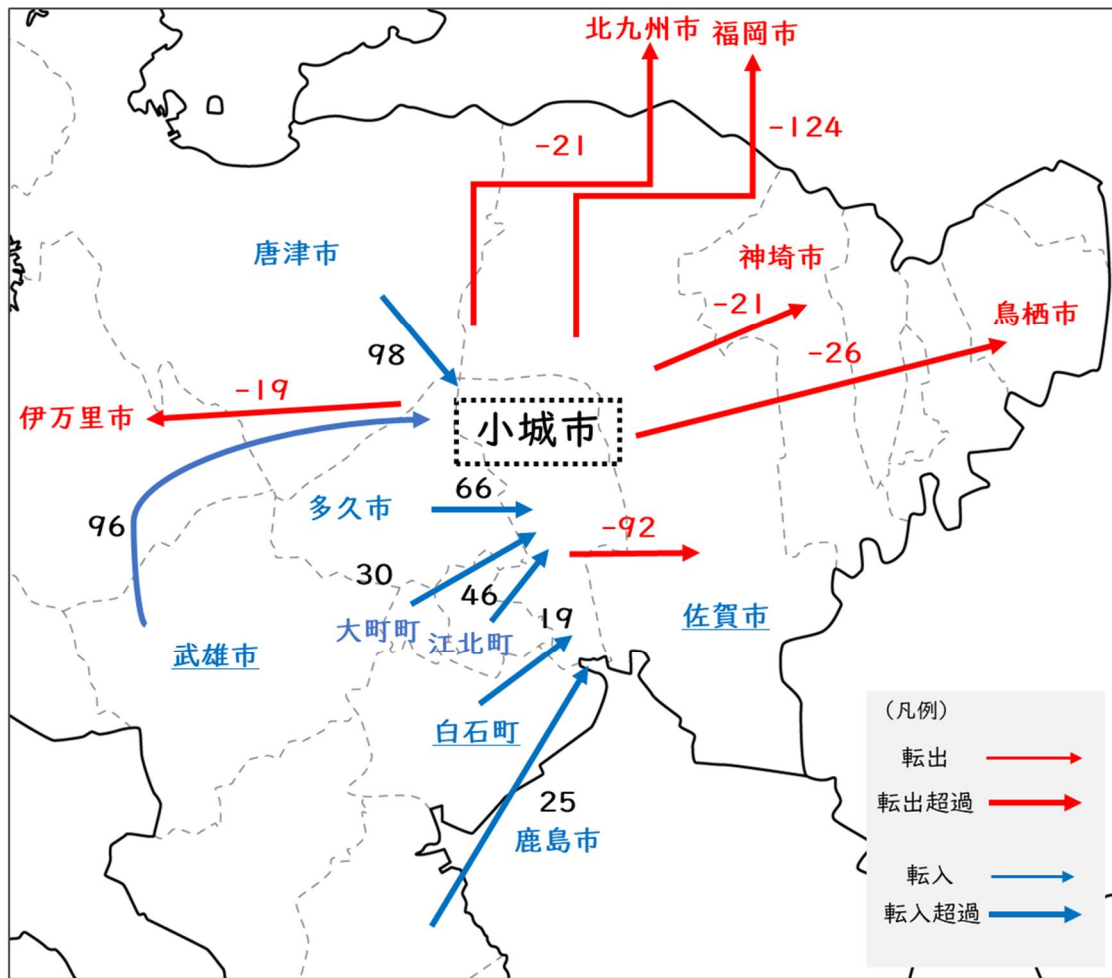 北九州市
福岡市
-21
-124
唐津市
神埼市
-21
鳥栖市
-26
98
-19
伊万里市
小城市
96
多久市
66
-92
30
46
19
大町町
江北町
佐賀市
武雄市
白石町
25
鹿島市
(凡例)
転出
転出超過
転入
転入超過